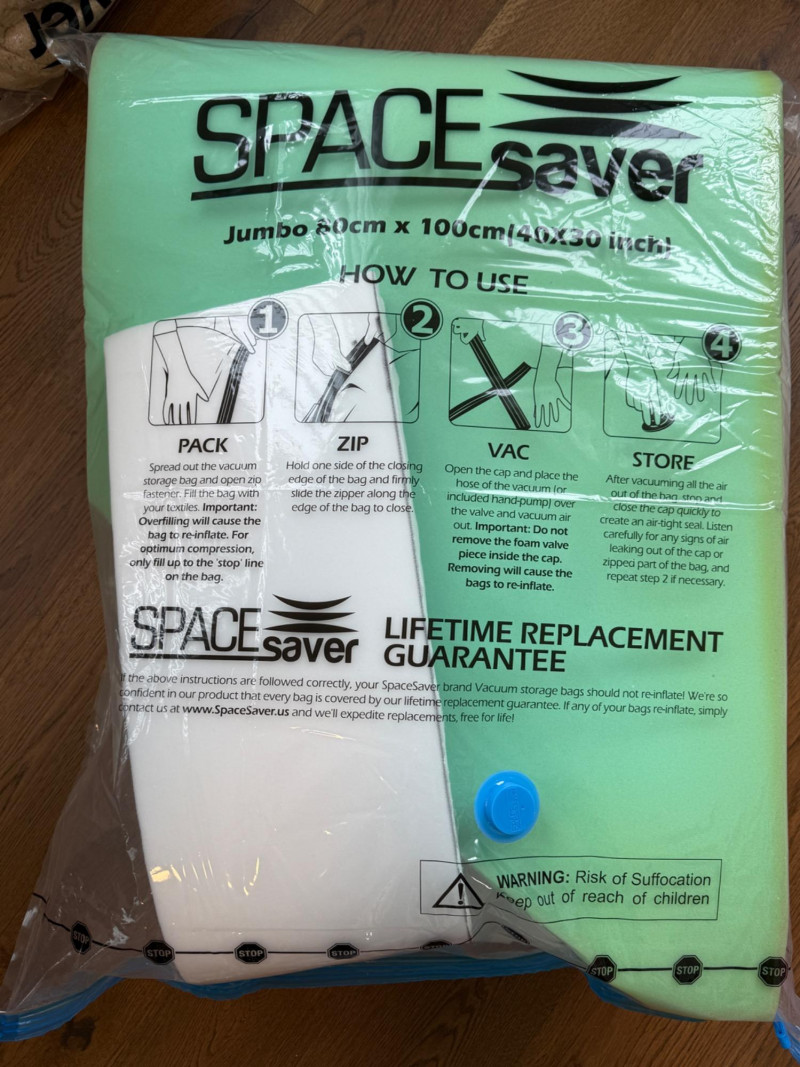 ver
SPACE
saver
Jumbo 80cm x 100cm(40X30 inch)
HOW TO USE
1
2
3
4
PACK
Spread out the vacuum
storage bag and open zip
fastener. Fill the bag with
your textiles. Important:
Overfilling will cause the
bag to re-inflate. For
optimum compression,
only fill up to the 'stop' line
on the bag.
ZIP
Hold one side of the closing
edge of the bag and firmly
slide the zipper along the
edge of the bag to close.
VAC
Open the cap and place the
hose of the vacuum (or
included hand-pump) over
the valve and vacuum air
out. Important: Do not
remove the foam valve
piece inside the cap.
Removing will cause the
bags to re-inflate.
STORE
After vacuuming all the air
out of the bag, stop and
close the cap quickly to
create an air-tight seal. Listen
carefully for any signs of air
leaking out of the cap or
zipped part of the bag, and
repeat step 2 if necessary.
SPACE
saver
LIFETIME REPLACEMENT
GUARANTEE
If the above instructions are followed correctly, your SpaceSaver brand Vacuum storage bags should not re-inflate! We're so
confident in our product that every bag is covered by our lifetime replacement guarantee. If any of your bags re-inflate, simply
contact us at www.SpaceSaver.us and we'll expedite replacements, free for life!
WARNING: Risk of Suffocation
Keep out of reach of children
STOP
STOP
STOP
STOP
STOP
STOP
STOP